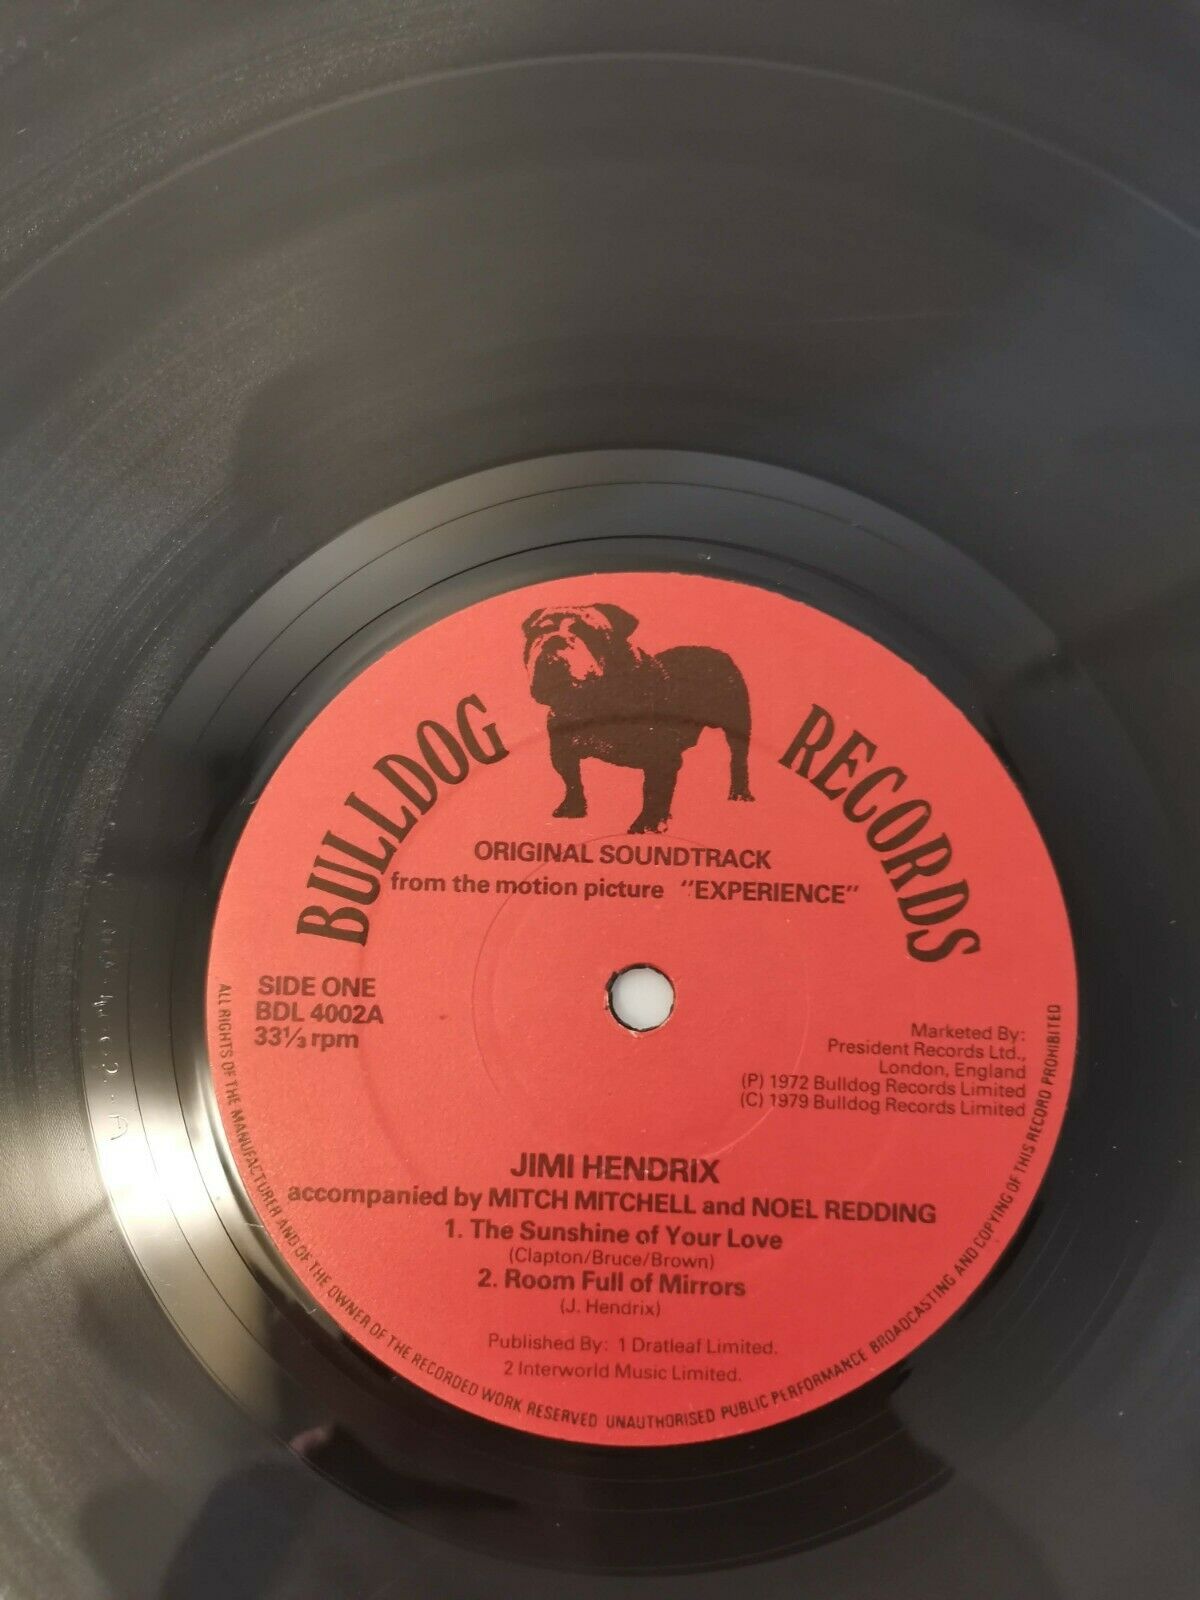 BULLDOG RECORDS
ORIGINAL SOUNDTRACK
from the motion picture "EXPERIENCE"
SIDE ONE
BDL 4002A
33⅓ rpm
Marketed By:
President Records Ltd.,
London, England
(P) 1972 Bulldog Records Limited
(C) 1979 Bulldog Records Limited
JIMI HENDRIX
accompanied by MITCH MITCHELL and NOEL REDDING
1. The Sunshine of Your Love
(Clapton/Bruce/Brown)
2. Room Full of Mirrors
(J. Hendrix)
Published By: 1 Dratleaf Limited.
2 Interworld Music Limited.
ALL RIGHTS OF THE MANUFACTURER AND OF THE OWNER OF THE RECORDED WORK RESERVED UNAUTHORISED PUBLIC PERFORMANCE BROADCASTING AND COPYING OF THIS RECORD PROHIBITED